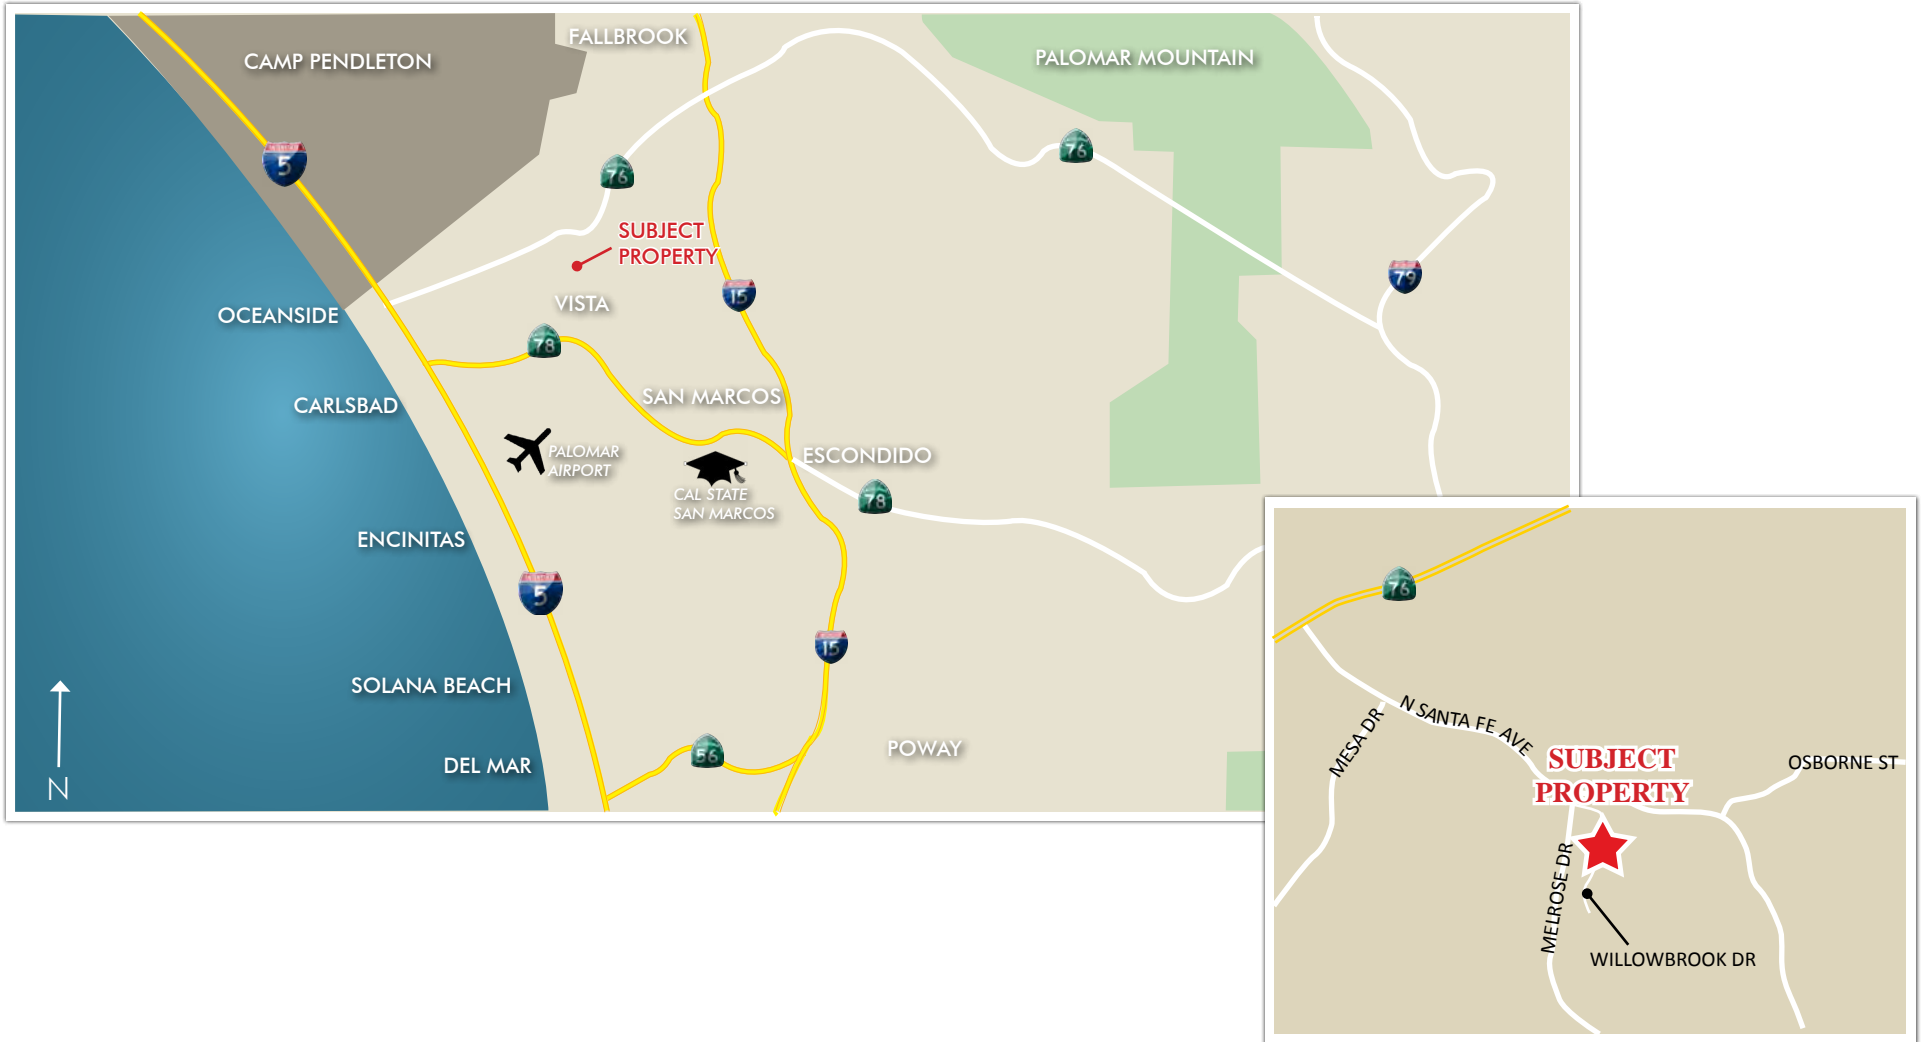 FALLBROOK
CAMP PENDLETON
PALOMAR MOUNTAIN
5
76
76
SUBJECT
PROPERTY
79
15
VISTA
OCEANSIDE
78
SAN MARCOS
CARLSBAD
PALOMAR
AIRPORT
ESCONDIDO
CAL STATE
SAN MARCOS
78
ENCINITAS
5
15
SOLANA BEACH
56
POWAY
DEL MAR
N
76
N SANTA FE AVE
MESA DR
SUBJECT
PROPERTY
OSBORNE ST
MELROSE DR
WILLOWBROOK DR